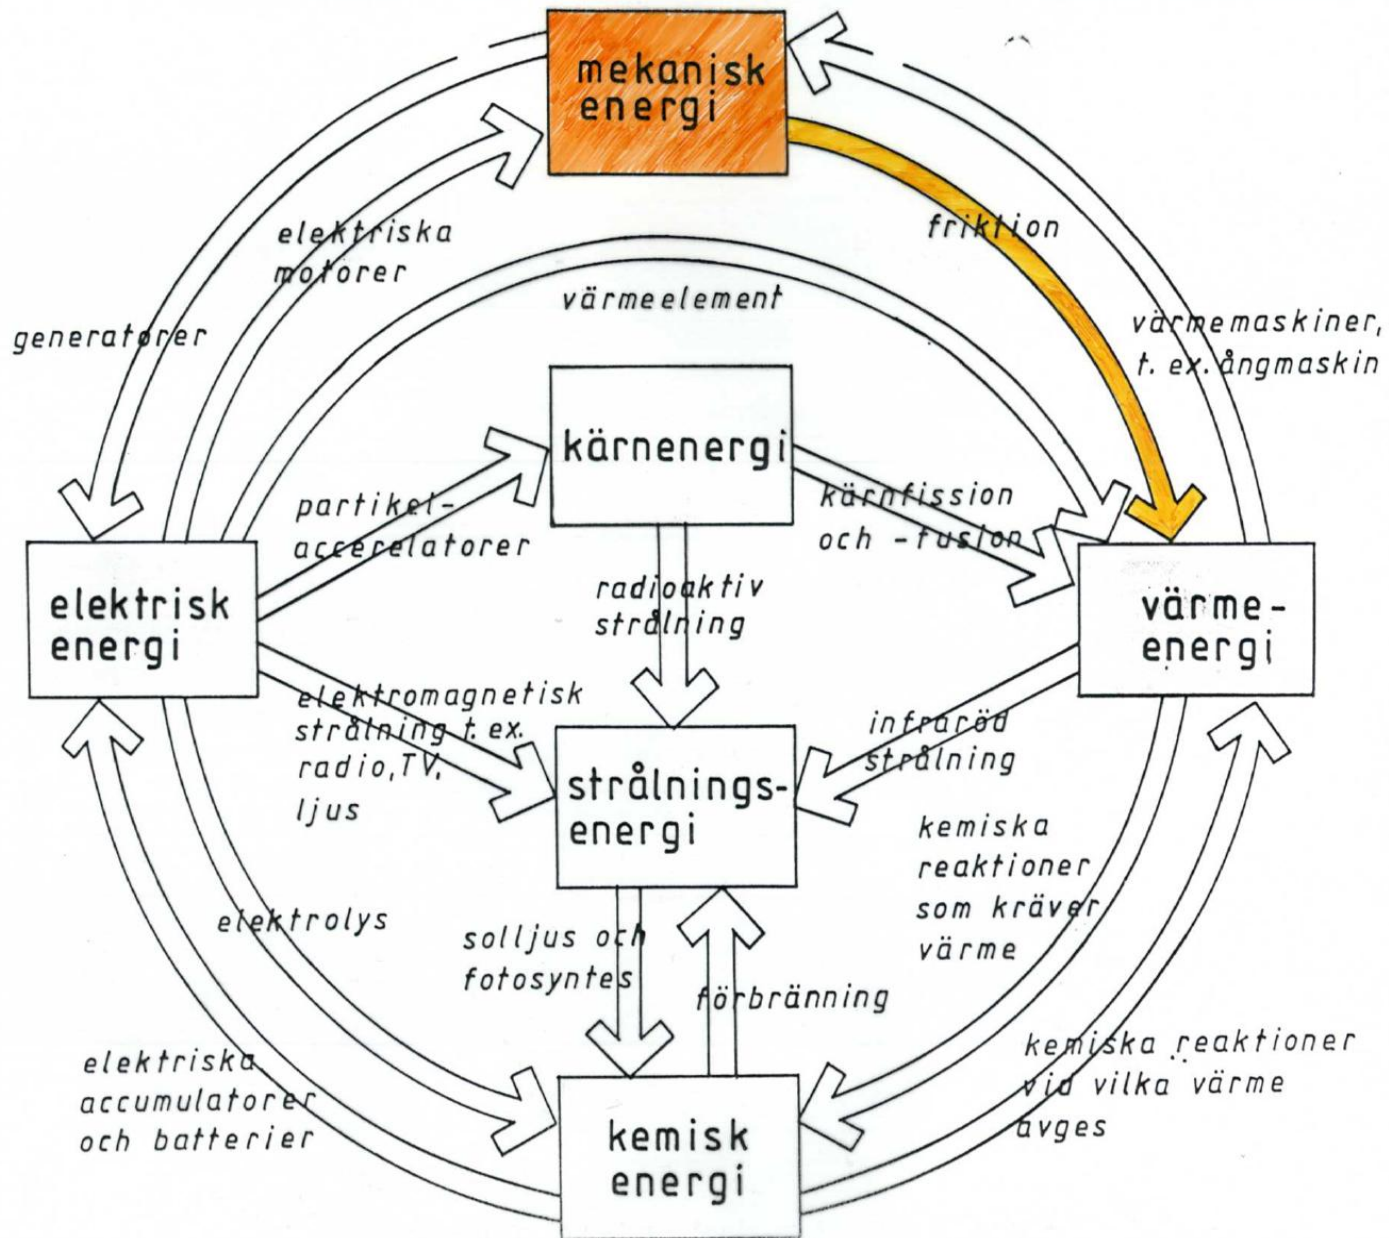 mekanisk
energi
elektriska
motorer
friktion
generatorer
värmeelement
värmemaskiner,
t. ex. ångmaskin
kärnenergi
partikel-
accerelatorer
kärnfission
och -fusion
radioaktiv
strålning
elektrisk
energi
värme-
energi
elektromagnetisk
strålning t. ex.
radio, TV,
ljus
infraröd
strålning
strålnings-
energi
kemiska
reaktioner
som kräver
värme
elektrolys
solljus och
fotosyntes
förbränning
elektriska
accumulatorer
och batterier
kemiska reaktioner
vid vilka värme
avges
kemisk
energi